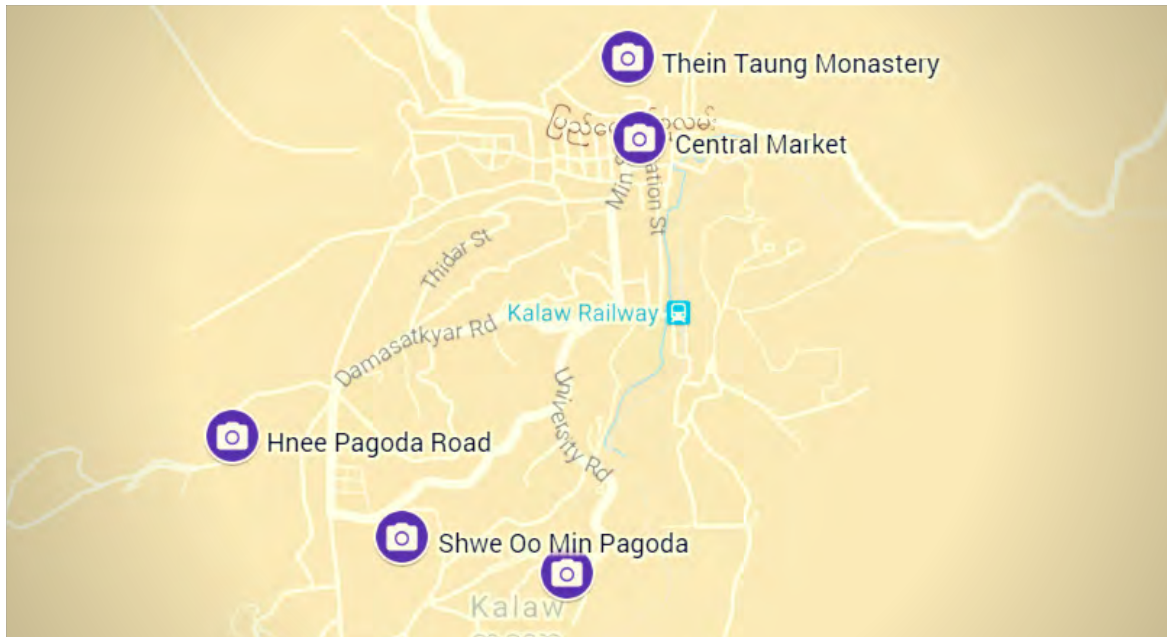 Thein Taung Monastery
Central Market
Min
ation St
Thidar St
Kalaw Railway
Damasatkyar Rd
University Rd
Hnee Pagoda Road
Shwe Oo Min Pagoda
Kalaw